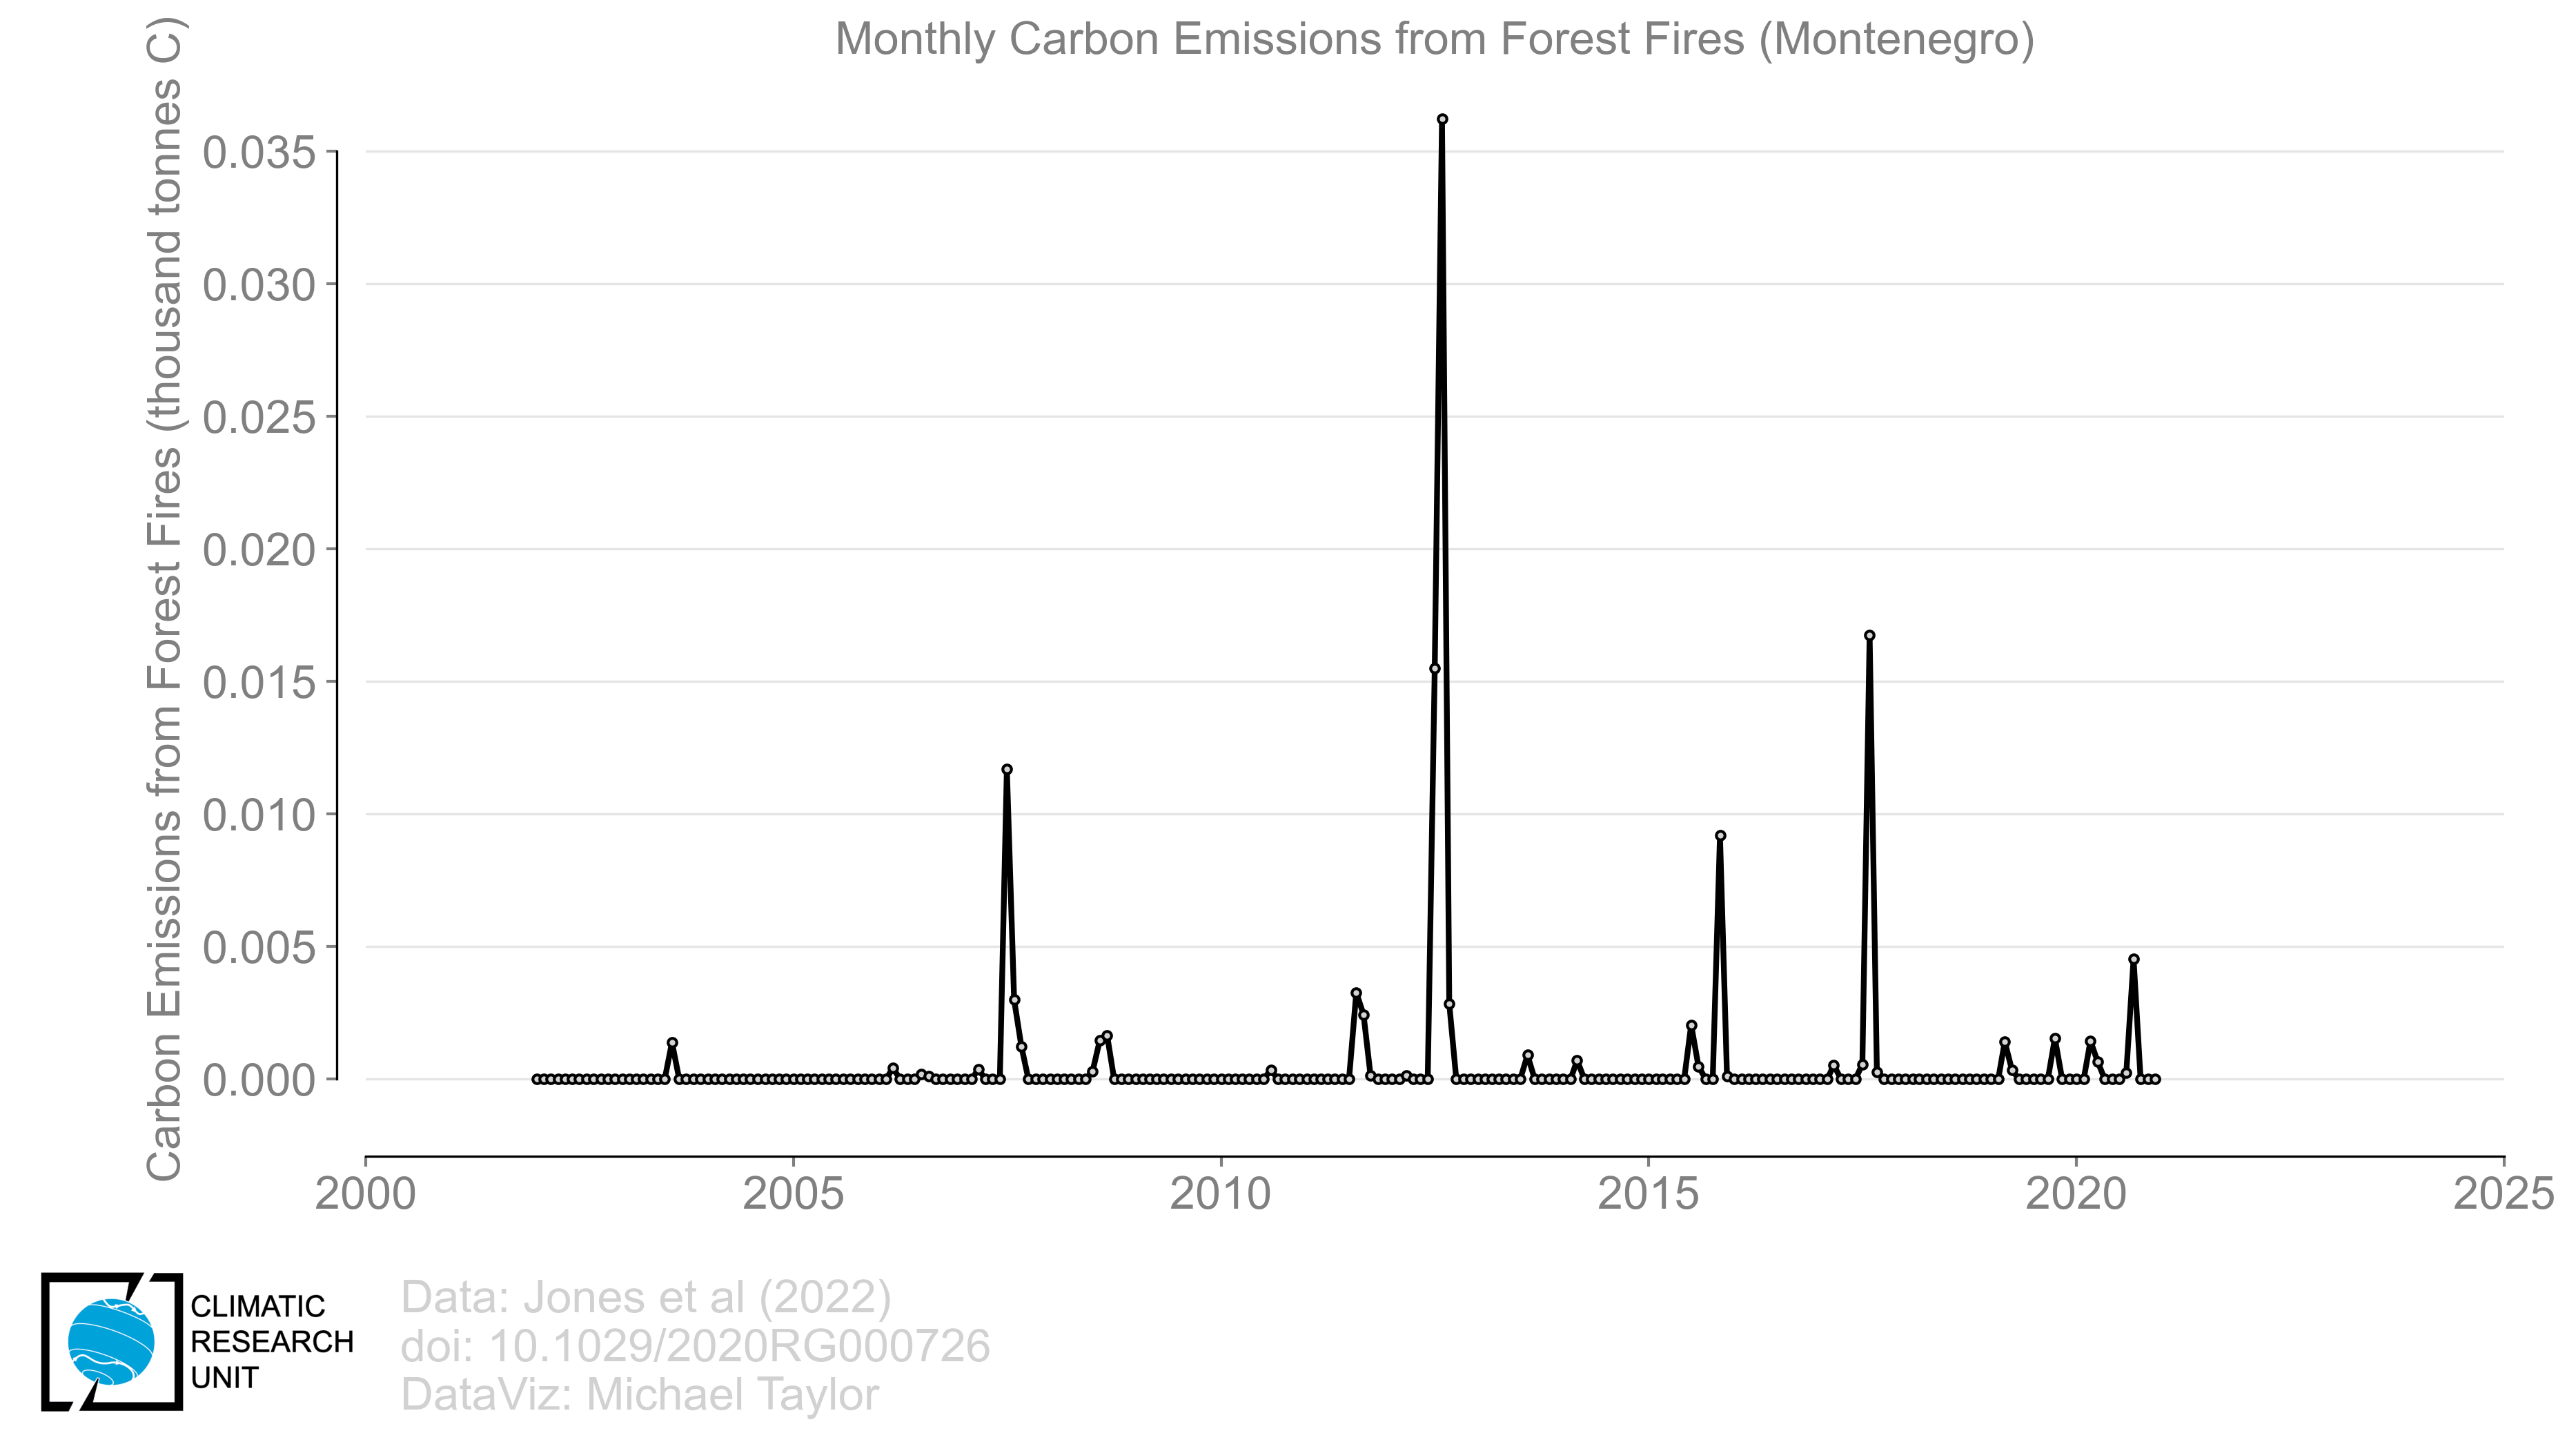 Monthly Carbon Emissions from Forest Fires (Montenegro)
Carbon Emissions from Forest Fires (thousand tonnes C)
0.035
0.030
0.025
0.020
0.015
0.010
0.005
0.000
2000 2005 2010 2015 2020 2025
CLIMATIC
RESEARCH
UNIT
Data: Jones et al (2022)
doi: 10.1029/2020RG000726
DataViz: Michael Taylor